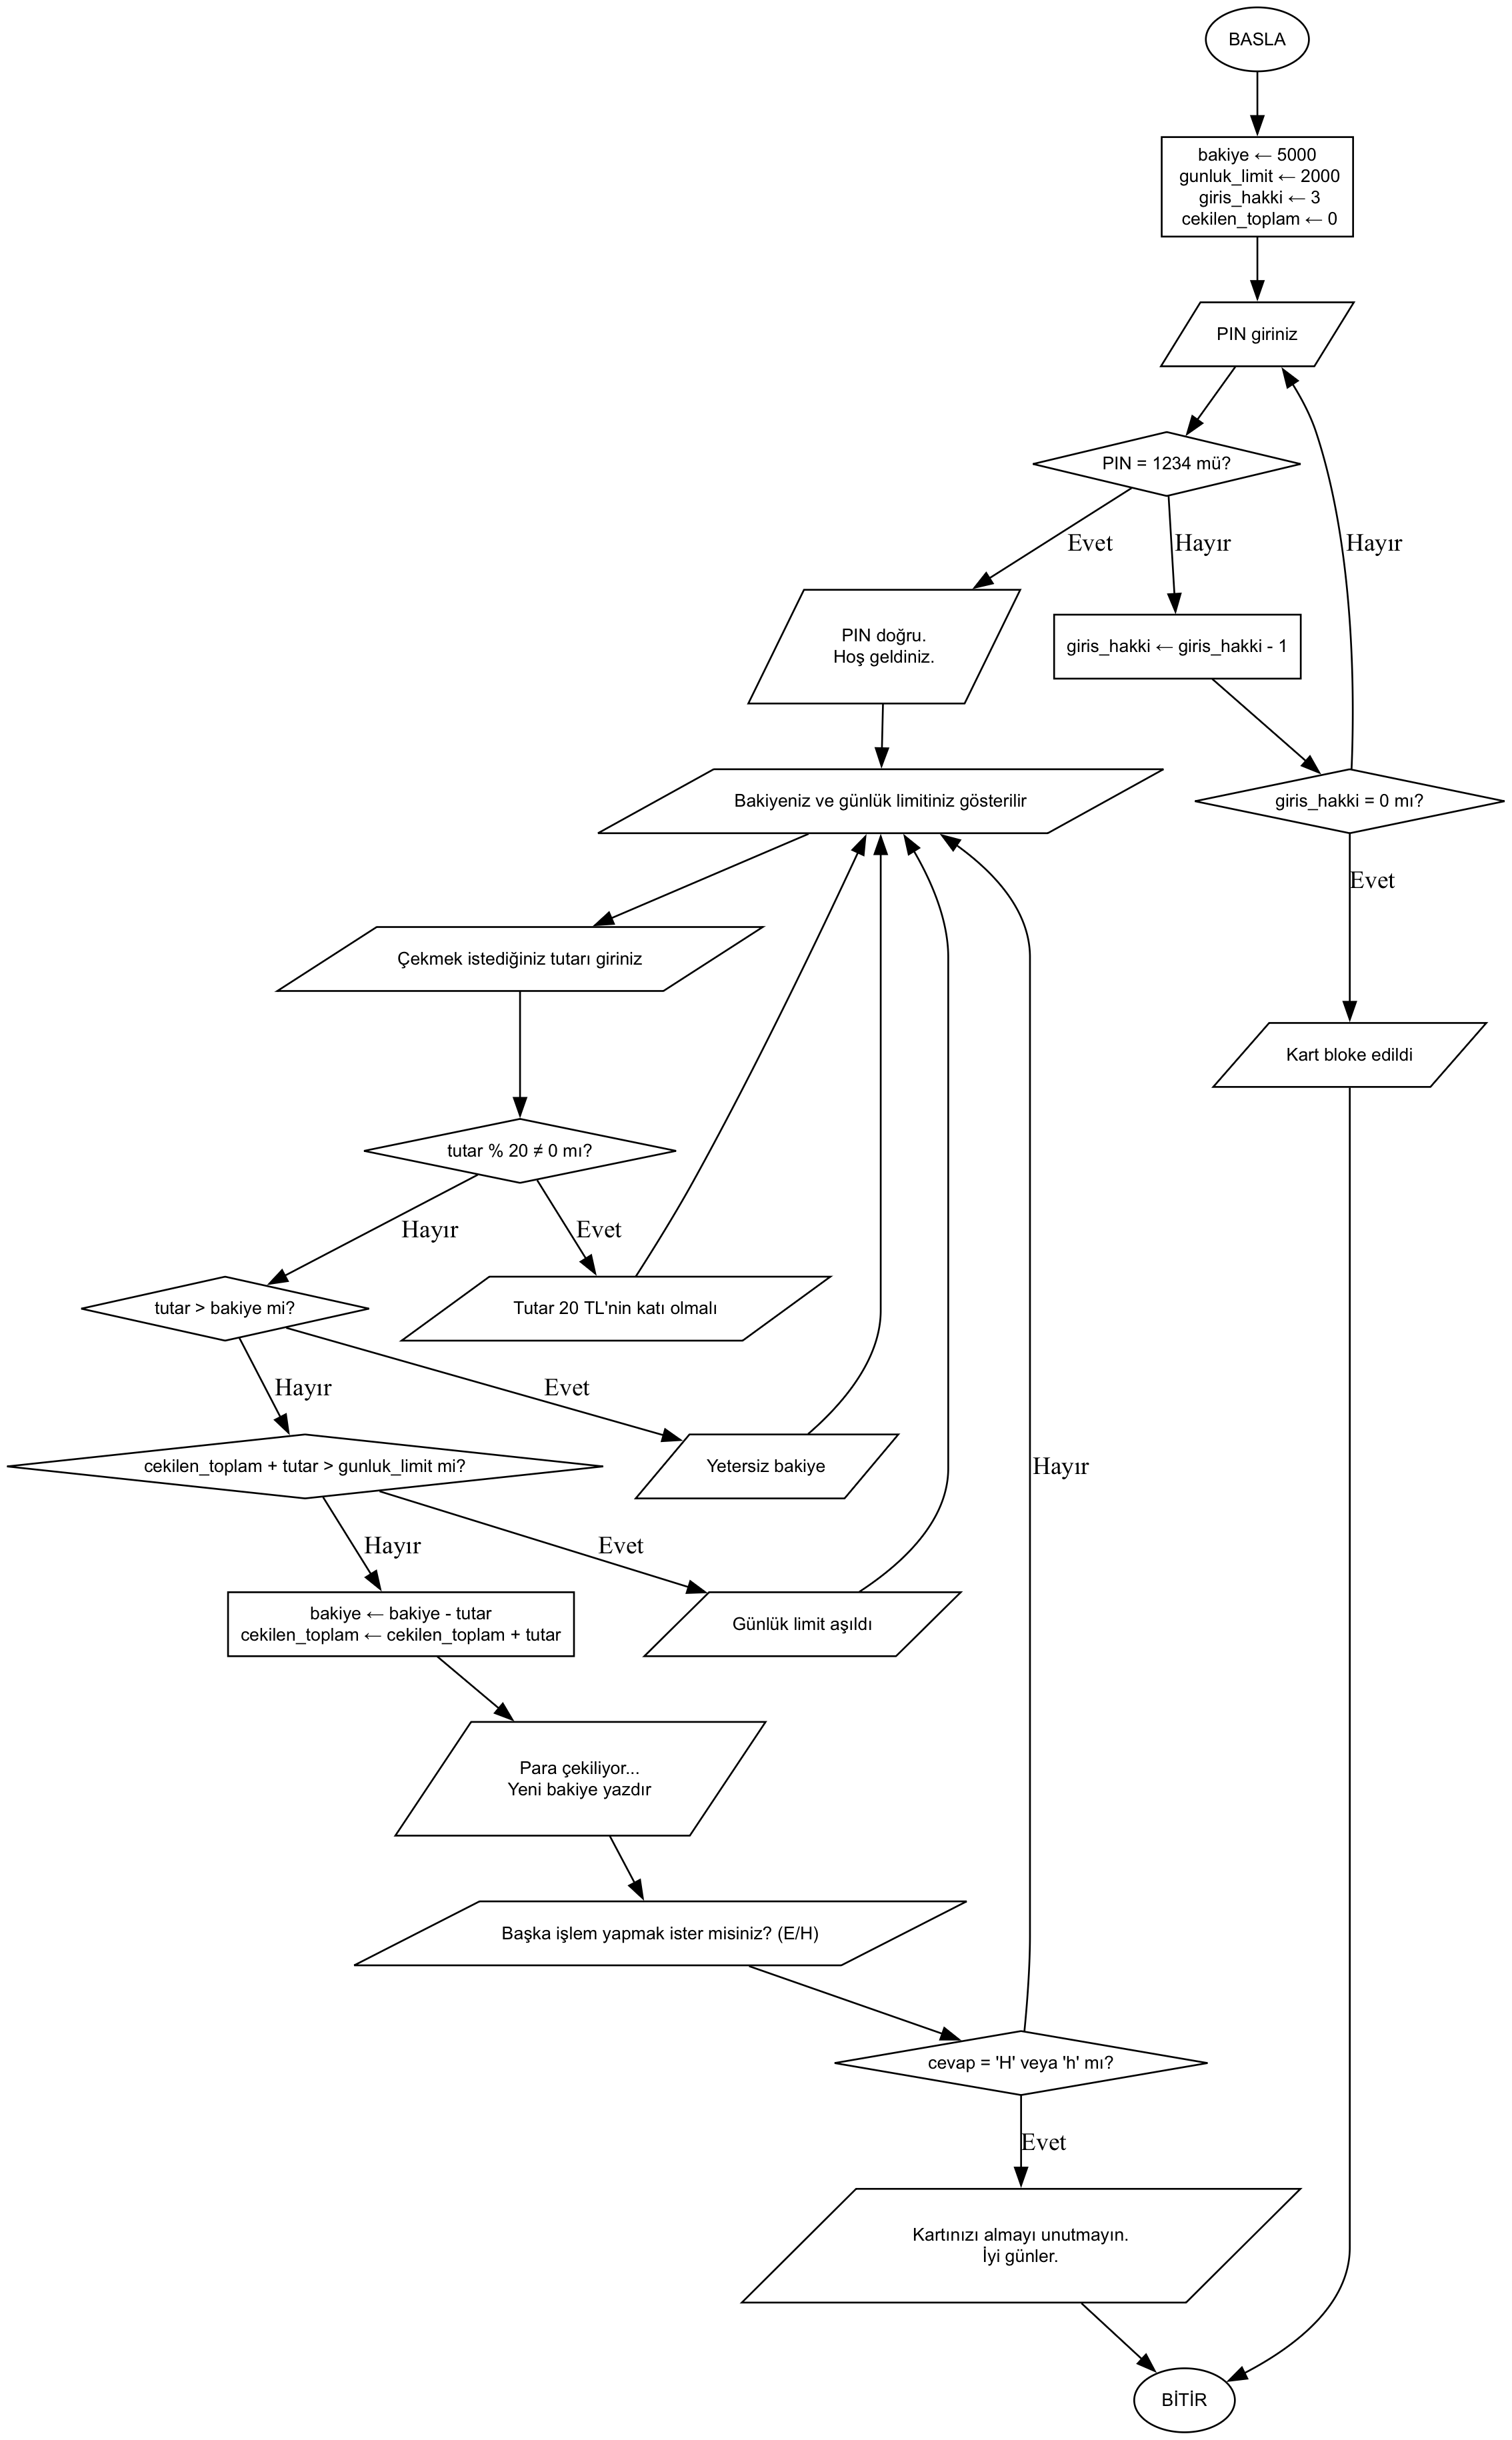 BASLA
bakiye ← 5000
gunluk_limit ← 2000
giris_hakki ← 3
cekilen_toplam ← 0
PIN giriniz
PIN = 1234 mü?
Evet
Hayır
Hayır
PIN doğru.
Hoş geldiniz.
giris_hakki ← giris_hakki - 1
Bakiyeniz ve günlük limitiniz gösterilir
giris_hakki = 0 mı?
Evet
Çekmek istediğiniz tutarı giriniz
Kart bloke edildi
tutar % 20 ≠ 0 mı?
Hayır
Evet
tutar > bakiye mi?
Tutar 20 TL'nin katı olmalı
Hayır
Evet
cekilen_toplam + tutar > gunluk_limit mi?
Yetersiz bakiye
Hayır
Hayır
Evet
bakiye ← bakiye - tutar
cekilen_toplam ← cekilen_toplam + tutar
Günlük limit aşıldı
Para çekiliyor...
Yeni bakiye yazdır
Başka işlem yapmak ister misiniz? (E/H)
cevap = 'H' veya 'h' mı?
Evet
Kartınızı almayı unutmayın.
İyi günler.
BİTİR